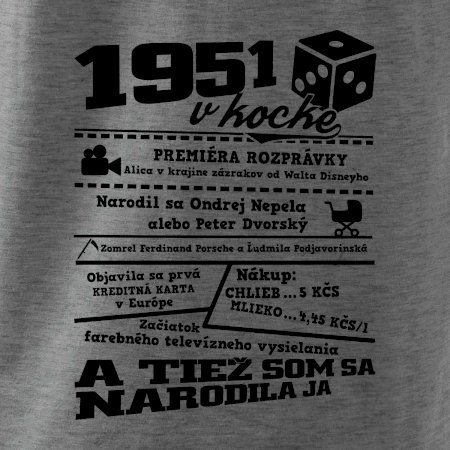 1951
v kocke
PREMIÉRA ROZPRÁVKY
Alica v krajine zázrakov od Walta Disneyho
Narodil sa Ondrej Nepela
alebo Peter Dvorský
Zomrel Ferdinand Porsche a Ľudmila Podjavorinská
Objavila sa prvá
KREDITNÁ KARTA
v Európe
Nákup:
CHLIEB...5 KČS
MLIEKO...4,45 KČS/l
Začiatok
farebného televízneho vysielania
A TIEŽ SOM SA
NARODILA JA